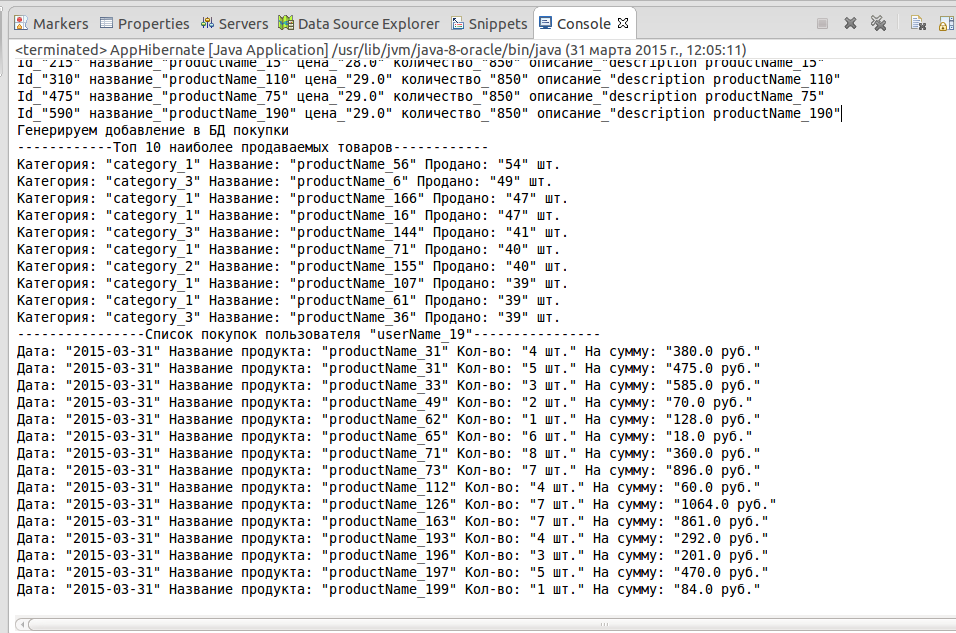 Markers Properties Servers Data Source Explorer Snippets Console
<terminated> AppHibernate [Java Application] /usr/lib/jvm/java-8-oracle/bin/java (31 марта 2015 г., 12:05:11)
Id_"215" название_"productName_15" цена_"28.0" количество_"850" описание_"description productName_15"
Id_"310" название_"productName_110" цена_"29.0" количество_"850" описание_"description productName_110"
Id_"475" название_"productName_75" цена_"29.0" количество_"850" описание_"description productName_75"
Id_"590" название_"productName_190" цена_"29.0" количество_"850" описание_"description productName_190"
Генерируем добавление в БД покупки
------------Топ 10 наиболее продаваемых товаров------------
Категория: "category_1" Название: "productName_56" Продано: "54" шт.
Категория: "category_3" Название: "productName_6" Продано: "49" шт.
Категория: "category_1" Название: "productName_166" Продано: "47" шт.
Категория: "category_1" Название: "productName_16" Продано: "47" шт.
Категория: "category_3" Название: "productName_144" Продано: "41" шт.
Категория: "category_1" Название: "productName_71" Продано: "40" шт.
Категория: "category_2" Название: "productName_155" Продано: "40" шт.
Категория: "category_1" Название: "productName_107" Продано: "39" шт.
Категория: "category_1" Название: "productName_61" Продано: "39" шт.
Категория: "category_3" Название: "productName_36" Продано: "39" шт.
----------------Список покупок пользователя "userName_19"----------------
Дата: "2015-03-31" Название продукта: "productName_31" Кол-во: "4 шт." На сумму: "380.0 руб."
Дата: "2015-03-31" Название продукта: "productName_31" Кол-во: "5 шт." На сумму: "475.0 руб."
Дата: "2015-03-31" Название продукта: "productName_33" Кол-во: "3 шт." На сумму: "585.0 руб."
Дата: "2015-03-31" Название продукта: "productName_49" Кол-во: "2 шт." На сумму: "70.0 руб."
Дата: "2015-03-31" Название продукта: "productName_62" Кол-во: "1 шт." На сумму: "128.0 руб."
Дата: "2015-03-31" Название продукта: "productName_65" Кол-во: "6 шт." На сумму: "18.0 руб."
Дата: "2015-03-31" Название продукта: "productName_71" Кол-во: "8 шт." На сумму: "360.0 руб."
Дата: "2015-03-31" Название продукта: "productName_73" Кол-во: "7 шт." На сумму: "896.0 руб."
Дата: "2015-03-31" Название продукта: "productName_112" Кол-во: "4 шт." На сумму: "60.0 руб."
Дата: "2015-03-31" Название продукта: "productName_126" Кол-во: "7 шт." На сумму: "1064.0 руб."
Дата: "2015-03-31" Название продукта: "productName_163" Кол-во: "7 шт." На сумму: "861.0 руб."
Дата: "2015-03-31" Название продукта: "productName_193" Кол-во: "4 шт." На сумму: "292.0 руб."
Дата: "2015-03-31" Название продукта: "productName_196" Кол-во: "3 шт." На сумму: "201.0 руб."
Дата: "2015-03-31" Название продукта: "productName_197" Кол-во: "5 шт." На сумму: "470.0 руб."
Дата: "2015-03-31" Название продукта: "productName_199" Кол-во: "1 шт." На сумму: "84.0 руб."